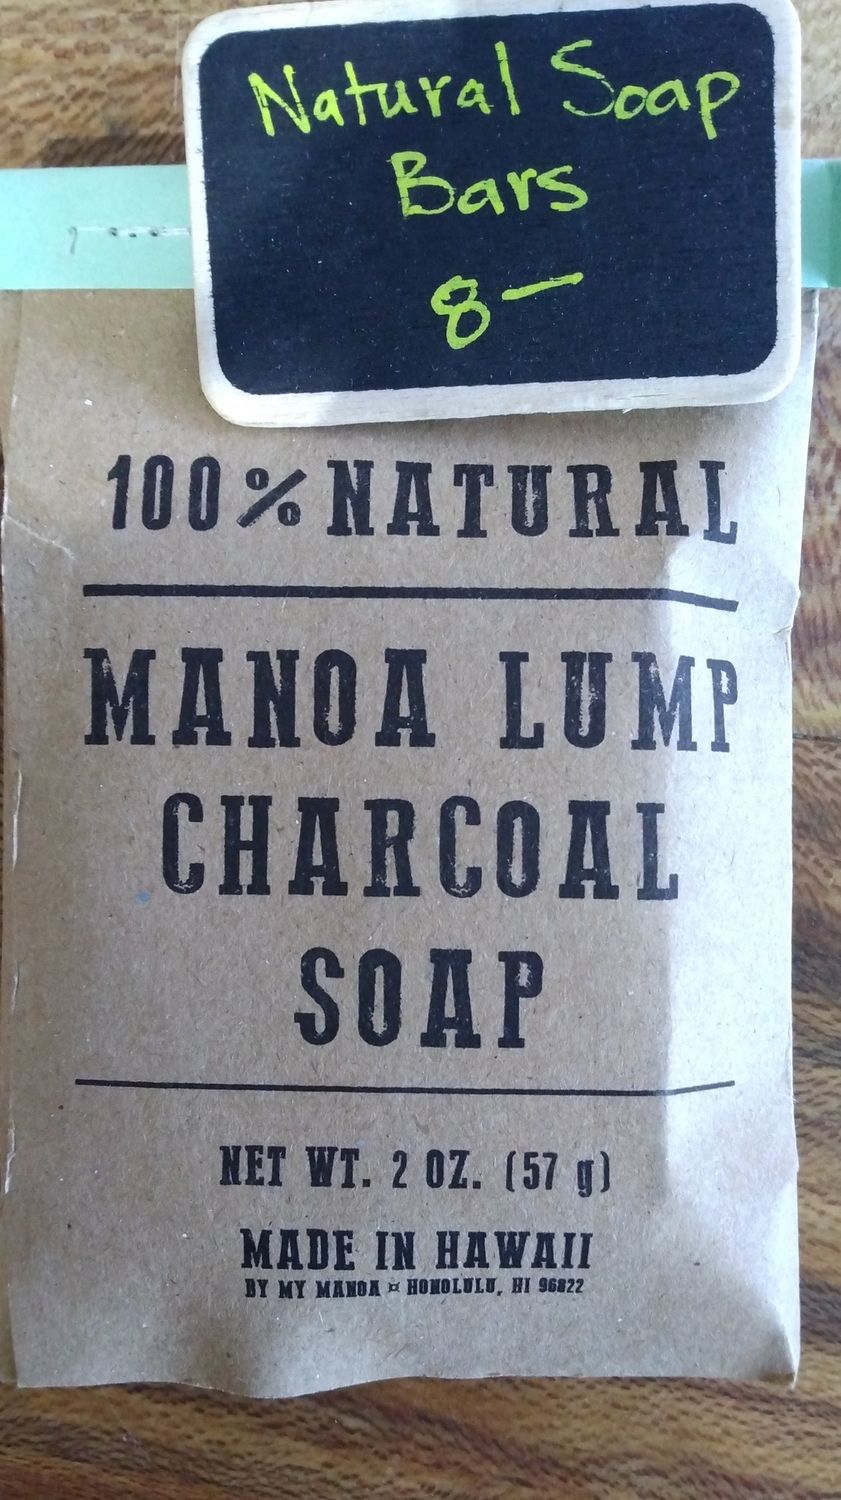 Natural Soap
Bars
8—
100% NATURAL
MANOA LUMP
CHARCOAL
SOAP
NET WT. 2 OZ. (57 g)
MADE IN HAWAII
BY MY MANOA ¤ HONOLULU, HI 96822